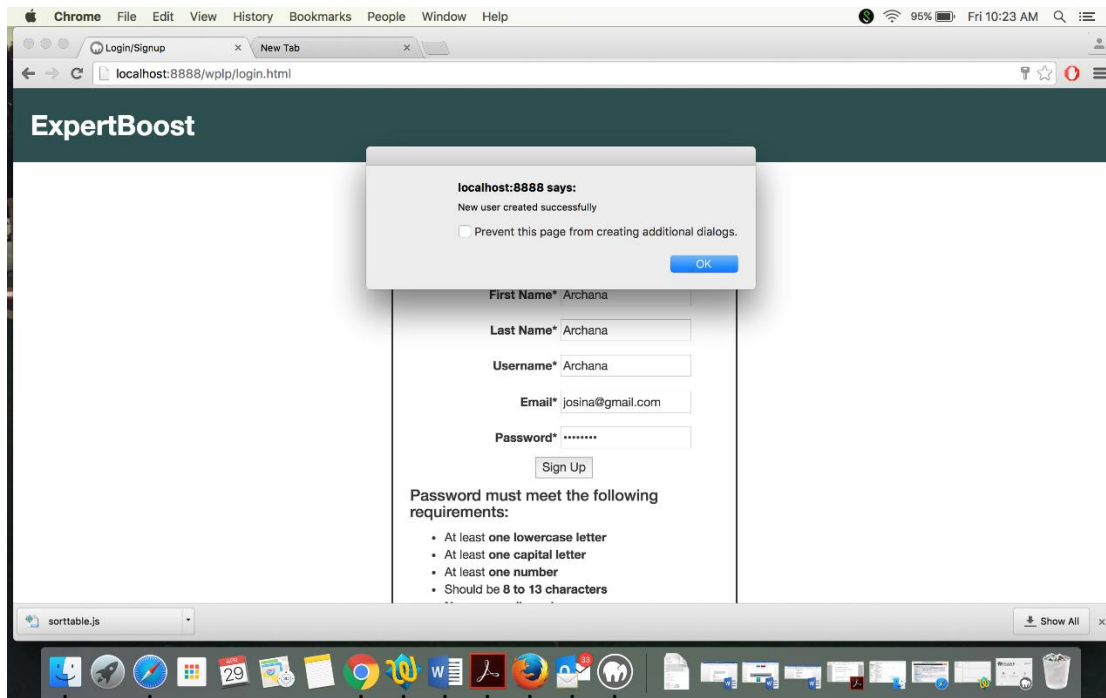 Chrome File Edit View History Bookmarks People Window Help 95% Fri 10:23 AM
Login/Signup × New Tab ×
localhost:8888/wplp/login.html
ExpertBoost
localhost:8888 says:
New user created successfully
Prevent this page from creating additional dialogs.
OK
First Name* Archana
Last Name* Archana
Username* Archana
Email* josina@gmail.com
Password* ••••••••
Sign Up
Password must meet the following
requirements:
• At least one lowercase letter
• At least one capital letter
• At least one number
• Should be 8 to 13 characters
sorttable.js Show All ×
29
33